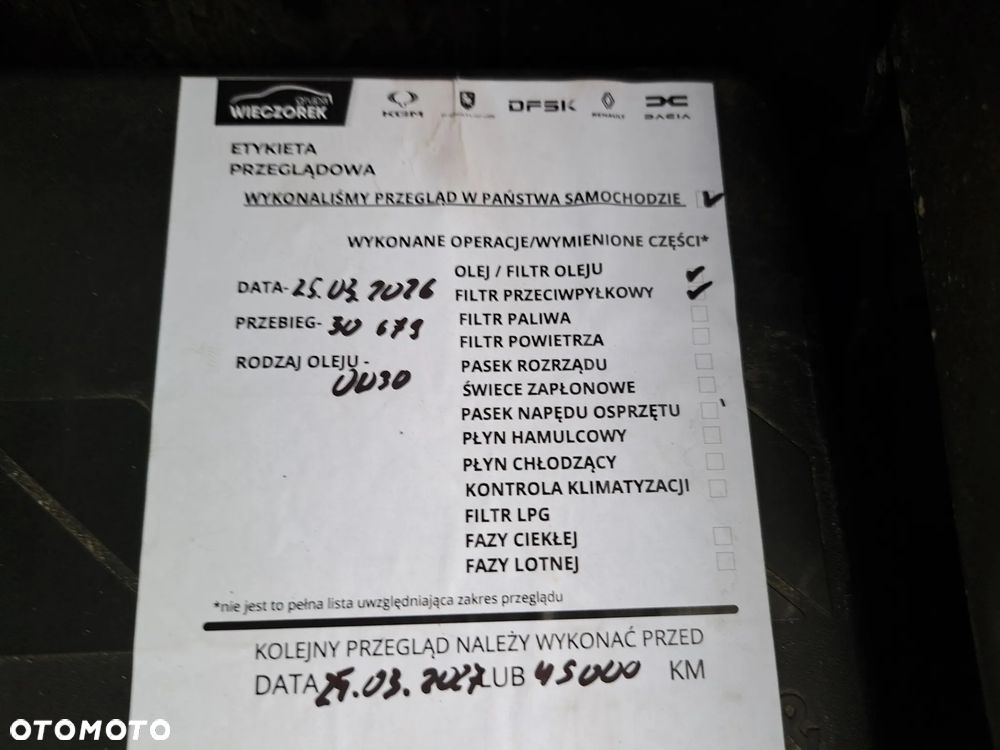 grupa
WIECZOREK
KGM
DFSK
RENAULT
DACIA
ETYKIETA
PRZEGLĄDOWA
WYKONALIŚMY PRZEGLĄD W PAŃSTWA SAMOCHODZIE
WYKONANE OPERACJE/WYMIENIONE CZĘŚCI*
DATA- 25.03.2026
PRZEBIEG- 30 679
RODZAJ OLEJU -
0W30
OLEJ / FILTR OLEJU
FILTR PRZECIWPYŁKOWY
FILTR PALIWA
FILTR POWIETRZA
PASEK ROZRZĄDU
ŚWIECE ZAPŁONOWE
PASEK NAPĘDU OSPRZĘTU
PŁYN HAMULCOWY
PŁYN CHŁODZĄCY
KONTROLA KLIMATYZACJI
FILTR LPG
FAZY CIEKŁEJ
FAZY LOTNEJ
*nie jest to pełna lista uwzględniająca zakres przeglądu
KOLEJNY PRZEGLĄD NALEŻY WYKONAĆ PRZED
DATA 25.03.2027 LUB 45000 KM
OTOMOTO